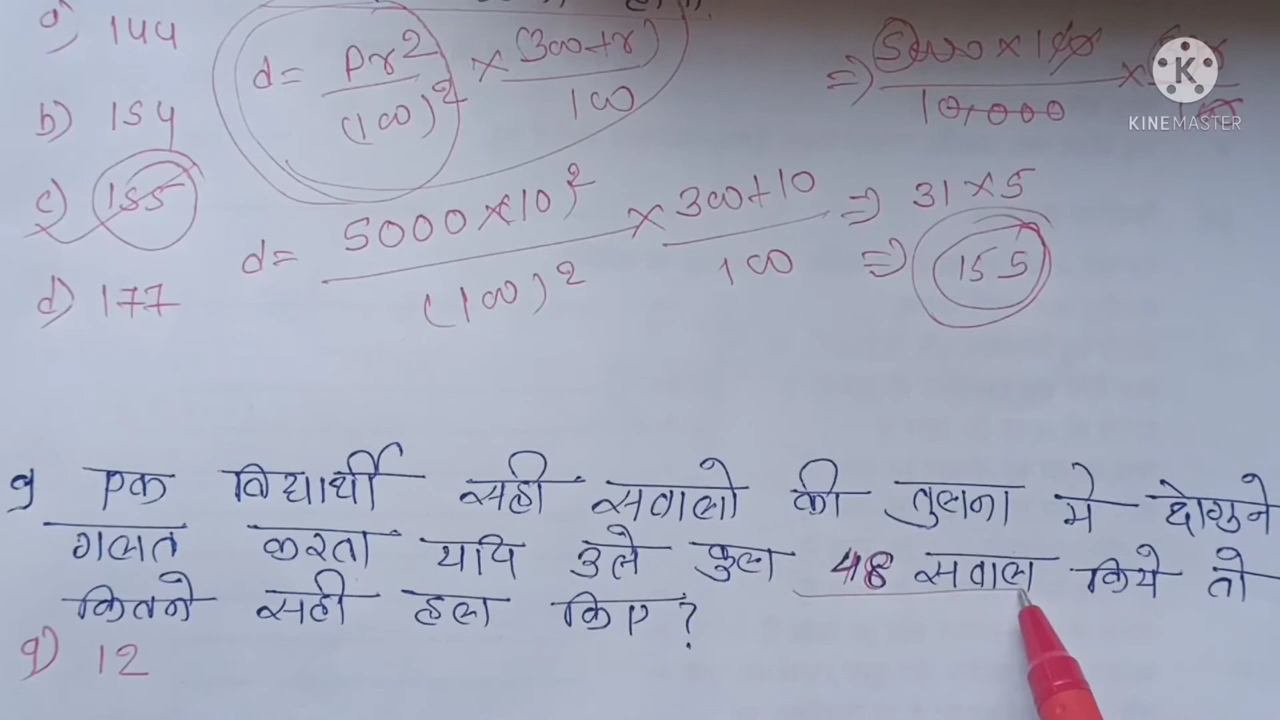 a) 144
d = Pr² / (100)² × (300+r) / 100
b) 154
c) 155
d) 177
d = 5000 × 10² / (100)² × 300+10 / 100 ⇒ 31 × 5
⇒ 155
KINEMASTER
9 एक विद्यार्थी सही सवालो की तुलना मे दोगुने
गलत करता यदि उसे कुल 48 सवाल किये तो
कितने सही हल किए?
a) 12